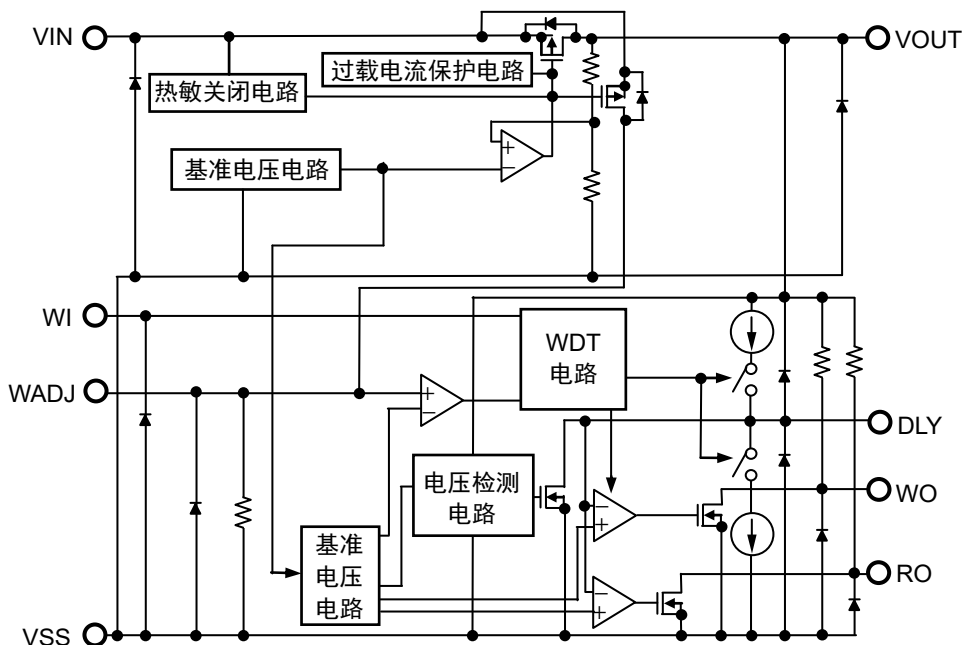 VIN
VOUT
过载电流保护电路
热敏关闭电路
+
−
基准电压电路
WI
WDT
电路
WADJ
+
−
DLY
电压检测
电路
WO
−
+
基准
电压
电路
RO
−
+
VSS